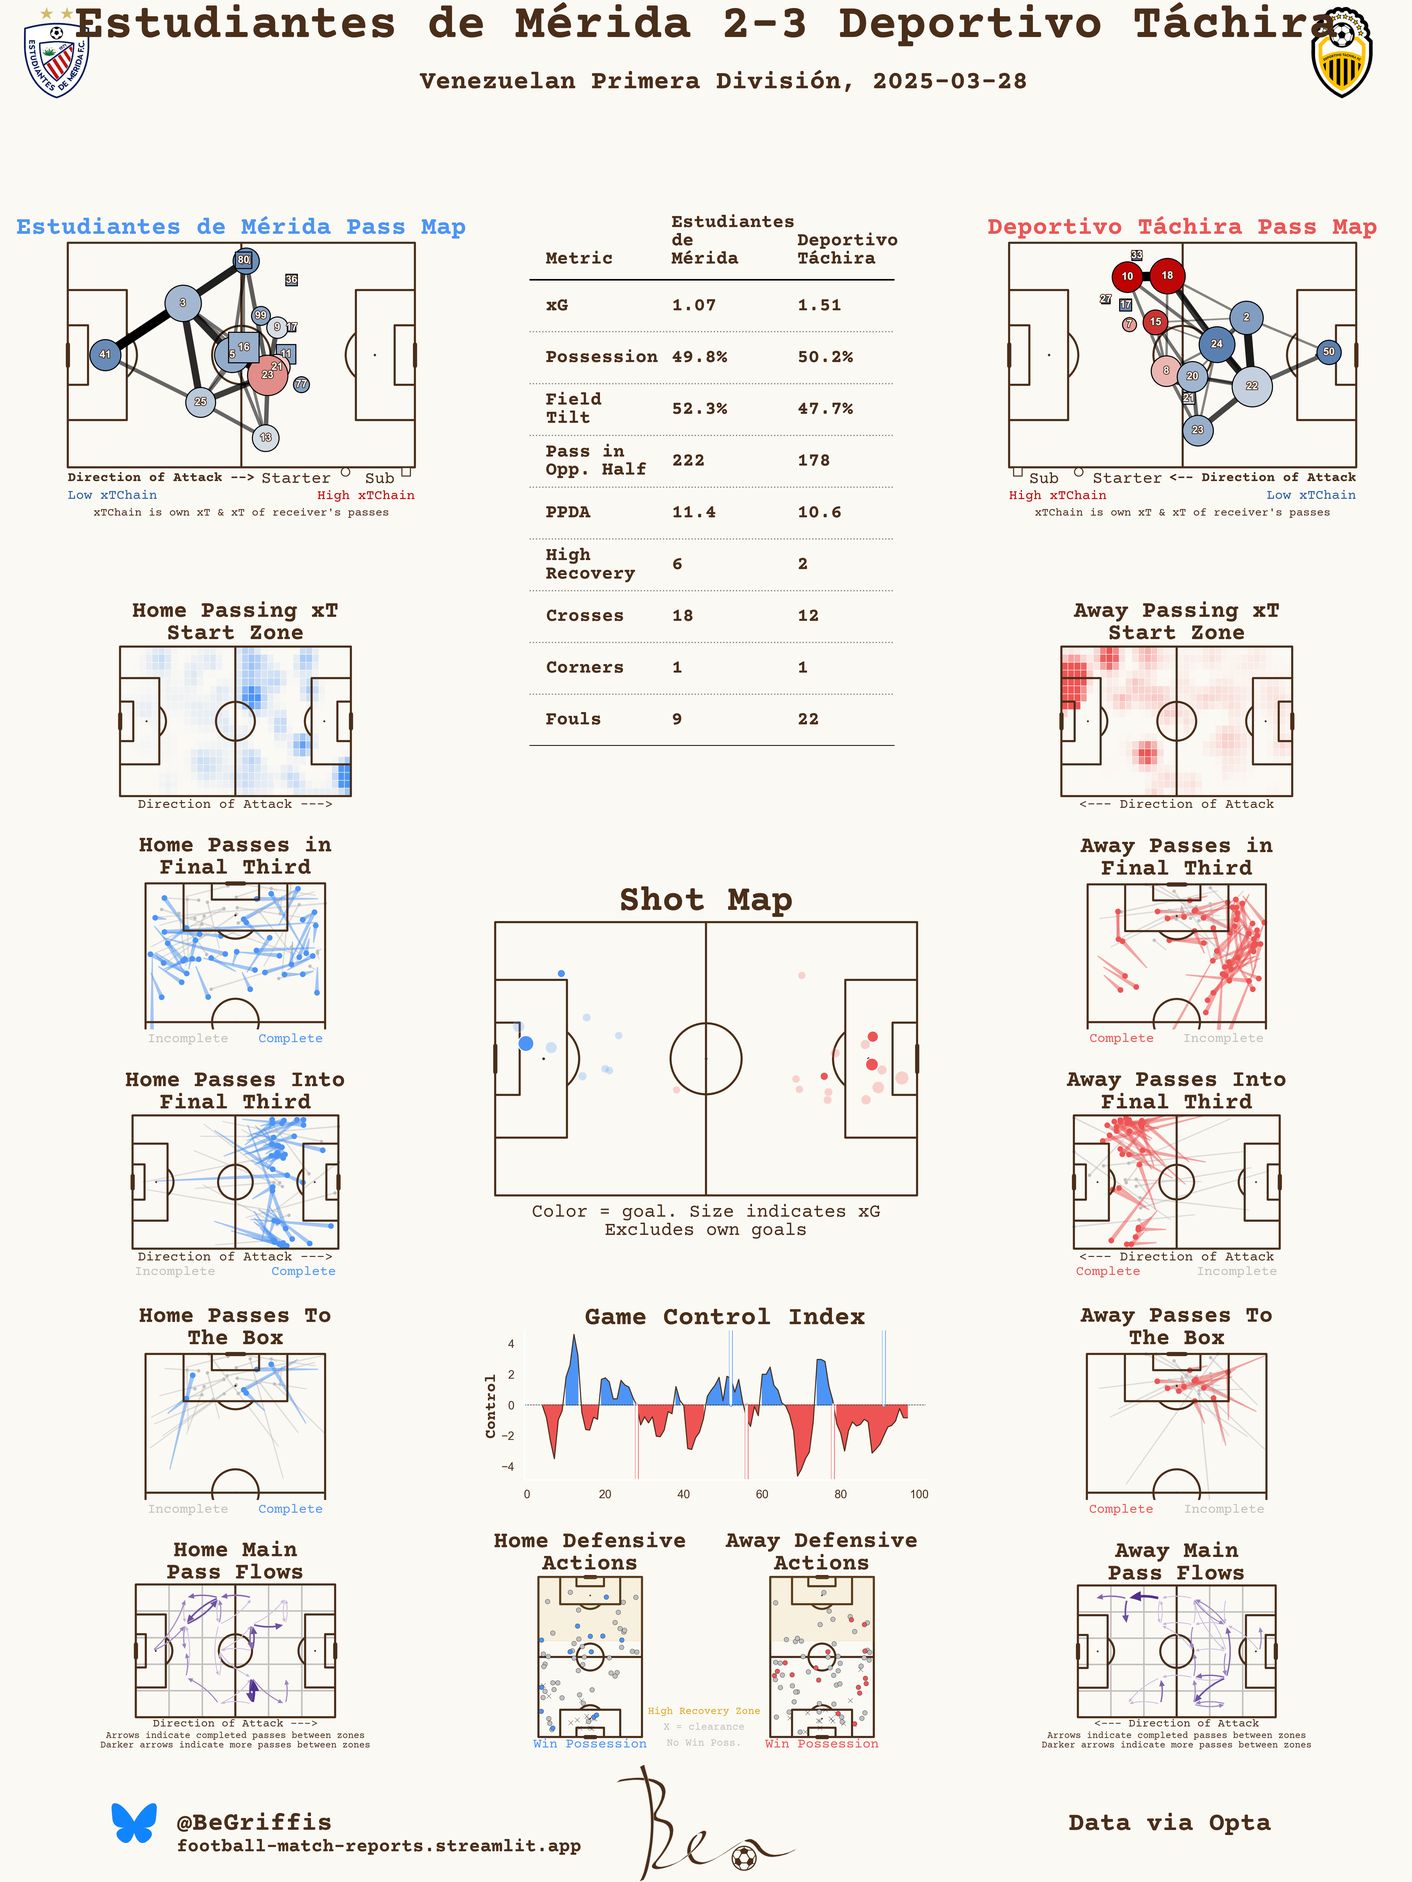 Estudiantes de Mérida 2-3 Deportivo Táchira
Venezuelan Primera División, 2025-03-28
ESTUDIANTES DE MÉRIDA F.C.
Estudiantes de Mérida Pass Map
80
36
3
99
9
17
41
5
16
11
21
23
77
25
13
Direction of Attack --> Starter Sub
Low xTChain High xTChain
xTChain is own xT & xT of receiver's passes
Metric Estudiantes de Mérida Deportivo Táchira
xG 1.07 1.51
Possession 49.8% 50.2%
Field Tilt 52.3% 47.7%
Pass in Opp. Half 222 178
PPDA 11.4 10.6
High Recovery 6 2
Crosses 18 12
Corners 1 1
Fouls 9 22
Deportivo Táchira Pass Map
33
10
18
27
17
7
15
2
24
50
8
20
22
21
23
Sub Starter <-- Direction of Attack
High xTChain Low xTChain
xTChain is own xT & xT of receiver's passes
Home Passing xT
Start Zone
Direction of Attack --->
Away Passing xT
Start Zone
<--- Direction of Attack
Home Passes in
Final Third
Incomplete Complete
Away Passes in
Final Third
Complete Incomplete
Shot Map
Color = goal. Size indicates xG
Excludes own goals
Home Passes Into
Final Third
Direction of Attack --->
Incomplete Complete
Away Passes Into
Final Third
<--- Direction of Attack
Complete Incomplete
Home Passes To
The Box
Incomplete Complete
Game Control Index
Control
4
2
0
−2
−4
0 20 40 60 80 100
Away Passes To
The Box
Complete Incomplete
Home Main
Pass Flows
Direction of Attack --->
Arrows indicate completed passes between zones
Darker arrows indicate more passes between zones
Home Defensive
Actions
Win Possession
High Recovery Zone
X = clearance
No Win Poss.
Away Defensive
Actions
Win Possession
Away Main
Pass Flows
<--- Direction of Attack
Arrows indicate completed passes between zones
Darker arrows indicate more passes between zones
@BeGriffis
football-match-reports.streamlit.app
Ben
Data via Opta